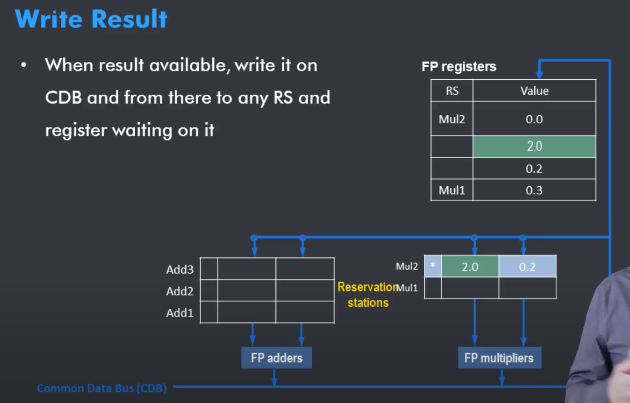 Write Result
• When result available, write it on
CDB and from there to any RS and
register waiting on it
FP registers
RS Value
Mul2 0.0
2.0
0.2
Mul1 0.3
Add3
Add2
Add1
Reservation
stations
Mul2 * 2.0 0.2
Mul1
FP adders
FP multipliers
Common Data Bus (CDB)